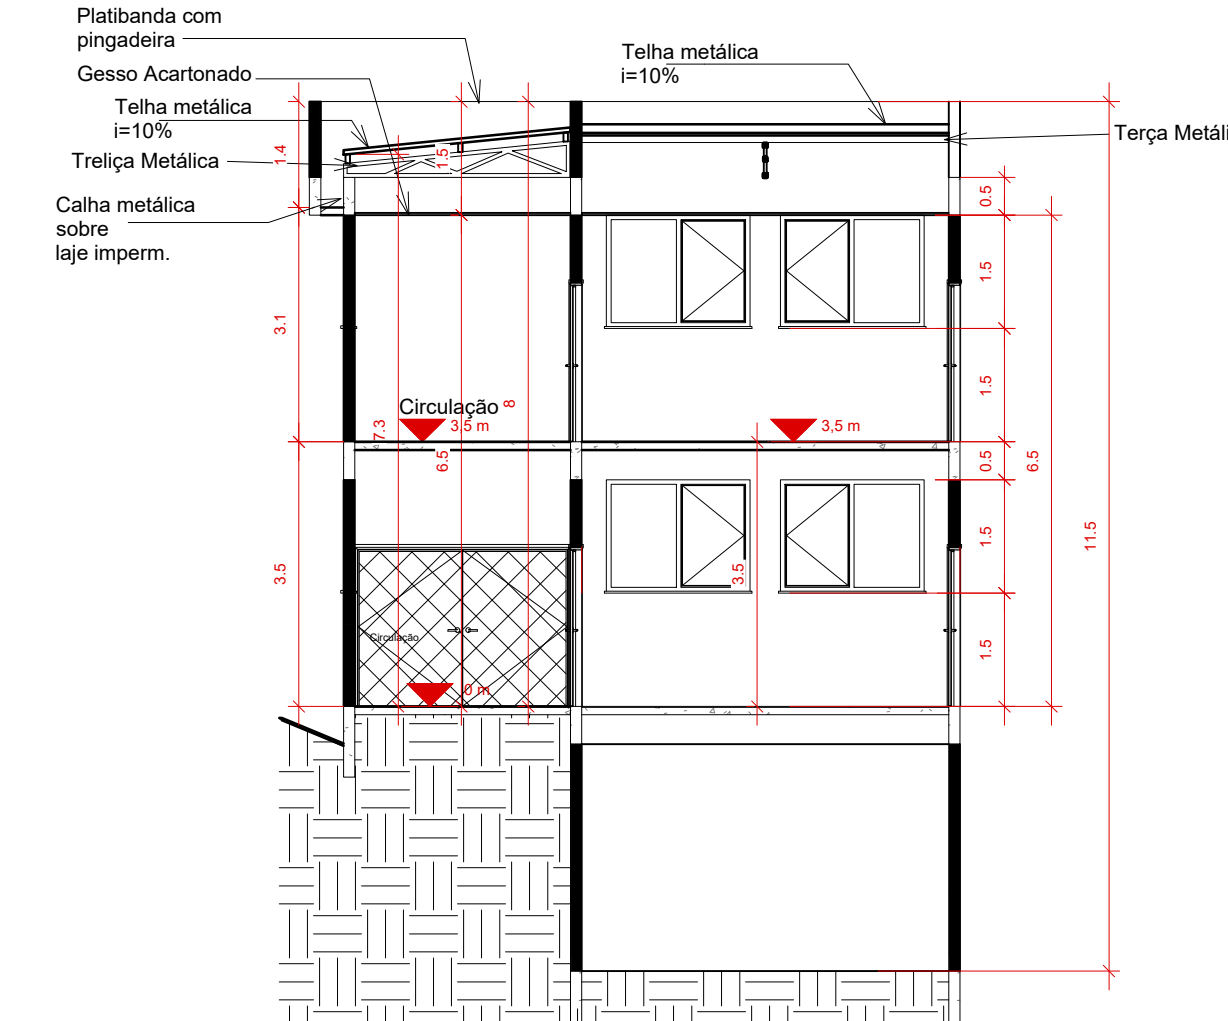 Platibanda com
pingadeira
Gesso Acartonado
Telha metálica
i=10%
Treliça Metálica
Calha metálica
sobre
laje imperm.
Telha metálica
i=10%
Terça Metáli
1.4
1.5
0.5
1.5
3.1
1.5
Circulação
8
7.3
3,5 m
3,5 m
6.5
0.5
6.5
1.5
11.5
3.5
3.5
1.5
Circulação
0 m